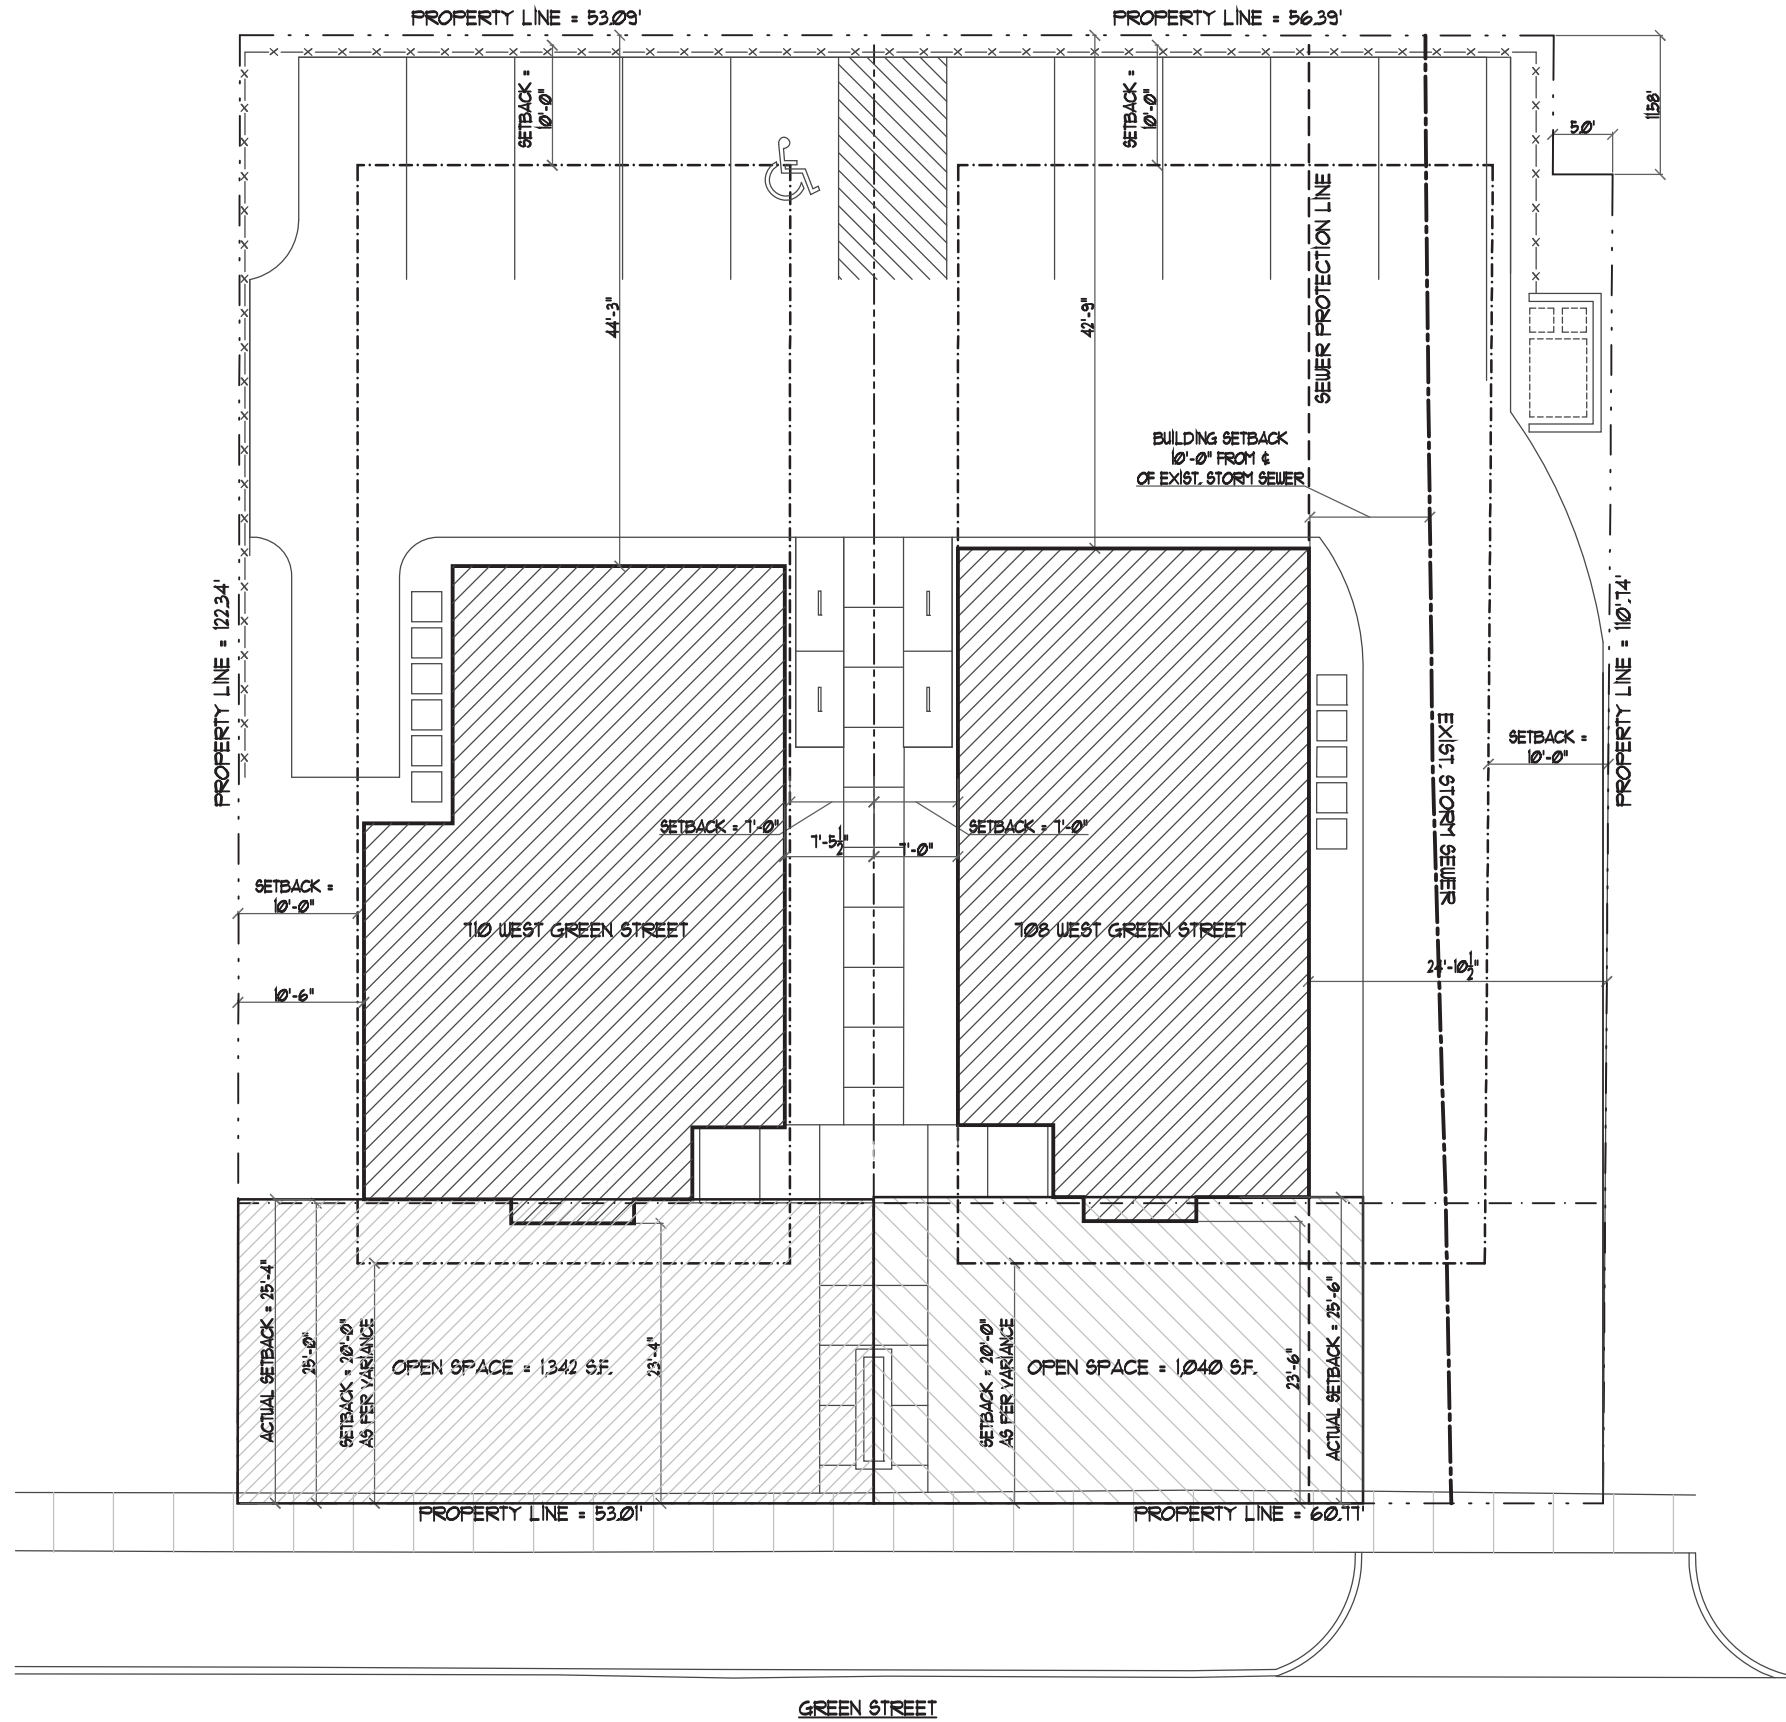 PROPERTY LINE = 53.09'
PROPERTY LINE = 56.39'
SETBACK =
10'-0"
SETBACK =
10'-0"
11.58'
5.0'
SEWER PROTECTION LINE
44'-3"
42'-9"
BUILDING SETBACK
10'-0" FROM ℄
OF EXIST. STORM SEWER
PROPERTY LINE = 122.34'
PROPERTY LINE = 110.74'
EXIST. STORM SEWER
SETBACK =
10'-0"
SETBACK = 7'-0"
SETBACK = 7'-0"
7'-5½"
7'-0"
SETBACK =
10'-0"
710 WEST GREEN STREET
708 WEST GREEN STREET
24'-10½"
10'-6"
ACTUAL SETBACK = 25'-4"
25'-0"
SETBACK = 20'-0"
AS PER VARIANCE
OPEN SPACE = 1,342 S.F.
23'-4"
SETBACK = 20'-0"
AS PER VARIANCE
OPEN SPACE = 1,040 S.F.
23'-6"
ACTUAL SETBACK = 25'-6"
PROPERTY LINE = 53.01'
PROPERTY LINE = 60.77'
GREEN STREET